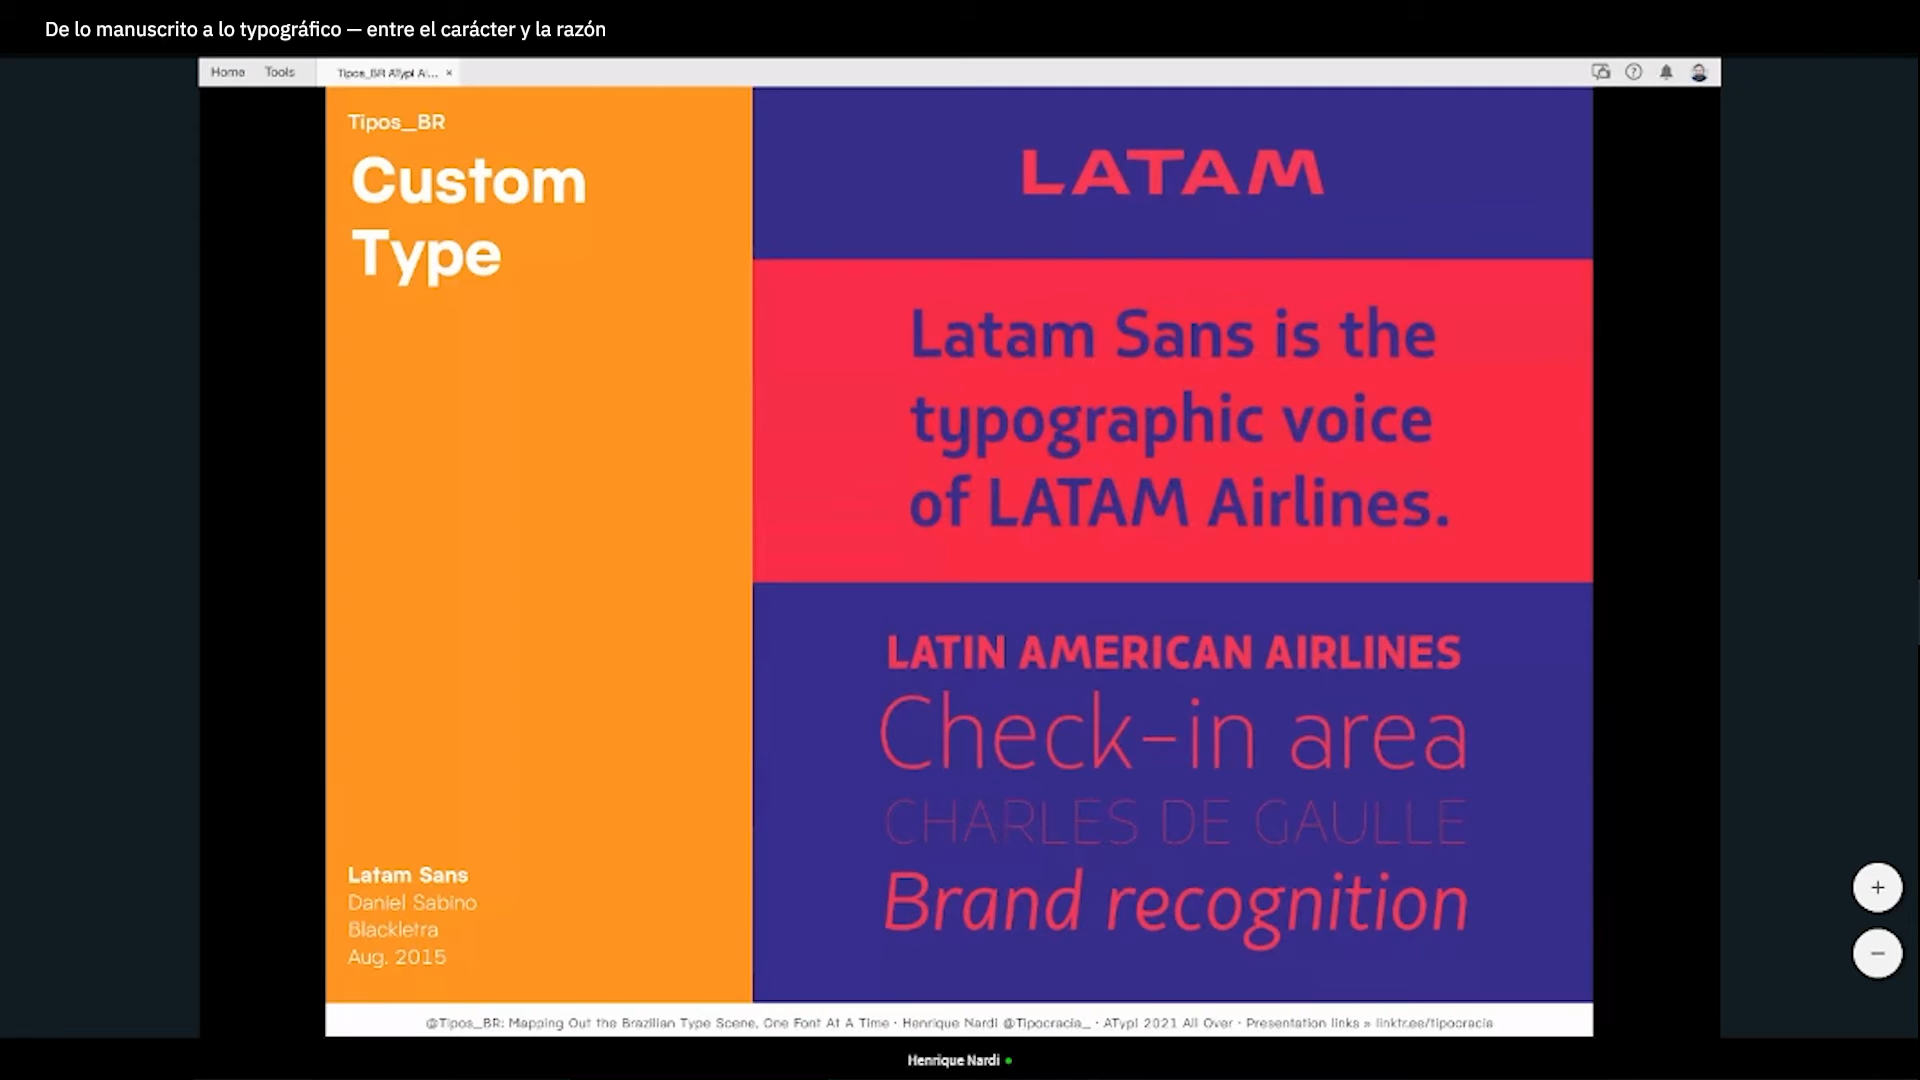 De lo manuscrito a lo typográfico — entre el carácter y la razón
Home Tools Tipos_BR ATypI Al... ×
Tipos_BR
Custom
Type
LATAM
Latam Sans is the
typographic voice
of LATAM Airlines.
LATIN AMERICAN AIRLINES
Check-in area
CHARLES DE GAULLE
Brand recognition
Latam Sans
Daniel Sabino
Blackletra
Aug. 2015
@Tipos_BR: Mapping Out the Brazilian Type Scene, One Font At A Time · Henrique Nardi @Tipocracia_ · ATypI 2021 All Over · Presentation links » linktr.ee/tipocracia
Henrique Nardi